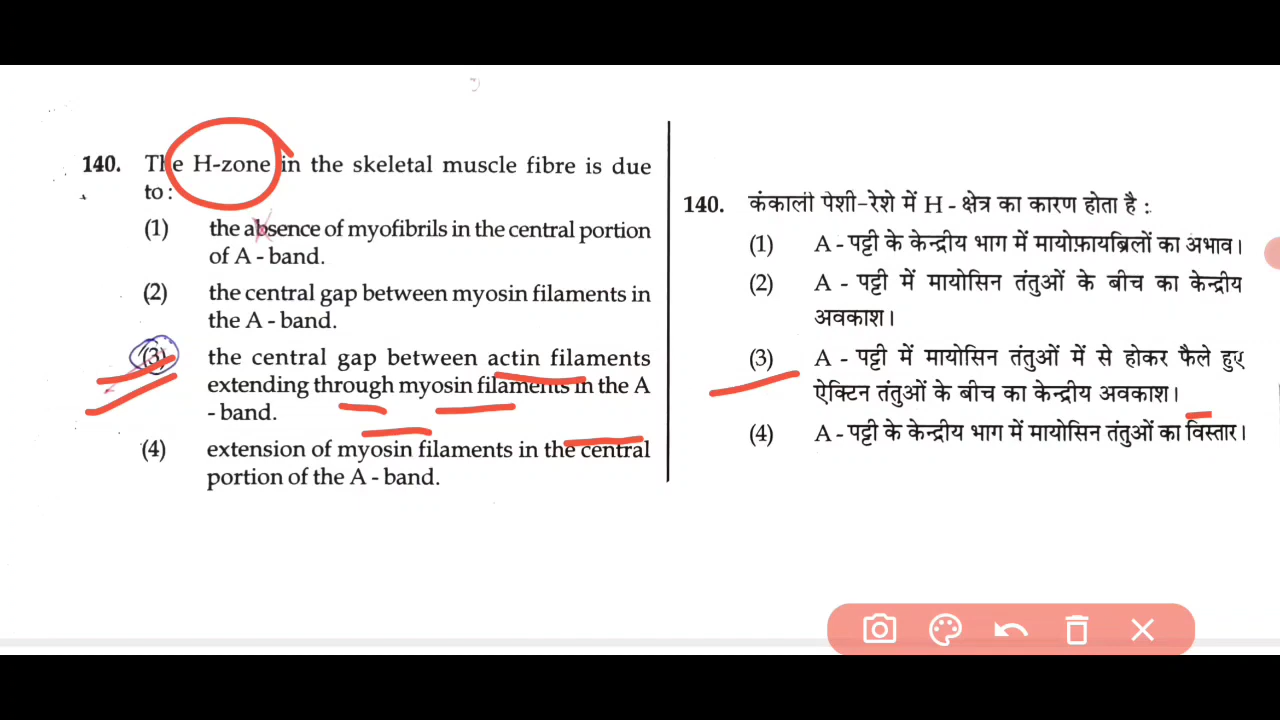 140. The H-zone in the skeletal muscle fibre is due
to :
(1) the absence of myofibrils in the central portion
of A - band.
(2) the central gap between myosin filaments in
the A - band.
(3) the central gap between actin filaments
extending through myosin filaments in the A
- band.
(4) extension of myosin filaments in the central
portion of the A - band.
140. कंकाली पेशी-रेशे में H - क्षेत्र का कारण होता है :
(1) A - पट्टी के केन्द्रीय भाग में मायोफ़ायब्रिलों का अभाव।
(2) A - पट्टी में मायोसिन तंतुओं के बीच का केन्द्रीय
अवकाश।
(3) A - पट्टी में मायोसिन तंतुओं में से होकर फैले हुए
ऐक्टिन तंतुओं के बीच का केन्द्रीय अवकाश।
(4) A - पट्टी के केन्द्रीय भाग में मायोसिन तंतुओं का विस्तार।